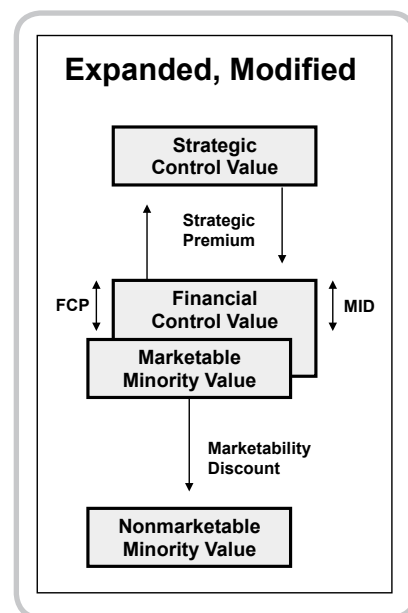 Expanded, Modified
Strategic
Control Value
Strategic
Premium
FCP
Financial
Control Value
MID
Marketable
Minority Value
Marketability
Discount
Nonmarketable
Minority Value